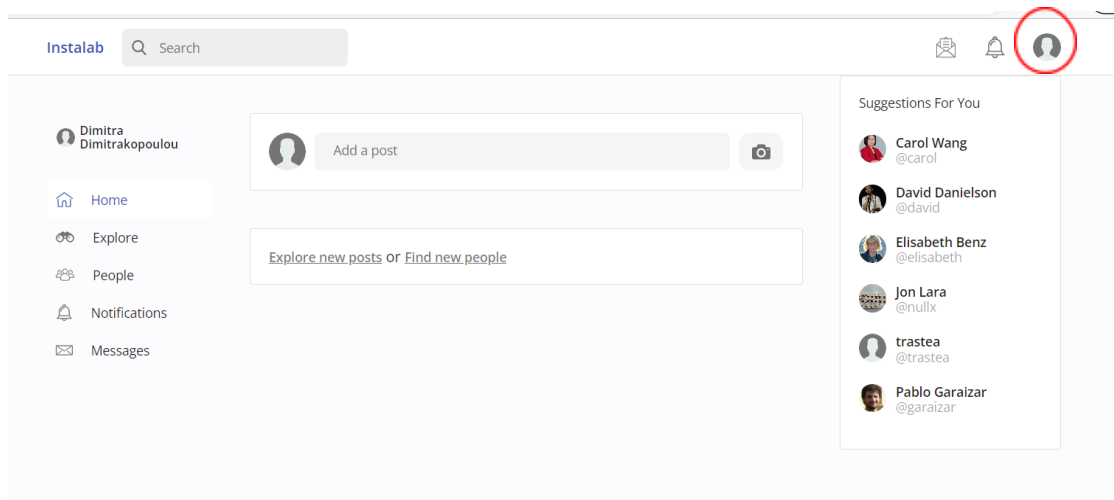 Instalab
Search
Dimitra
Dimitrakopoulou
Home
Explore
People
Notifications
Messages
Add a post
Explore new posts or Find new people
Suggestions For You
Carol Wang
@carol
David Danielson
@david
Elisabeth Benz
@elisabeth
Jon Lara
@nullx
trastea
@trastea
Pablo Garaizar
@garaizar